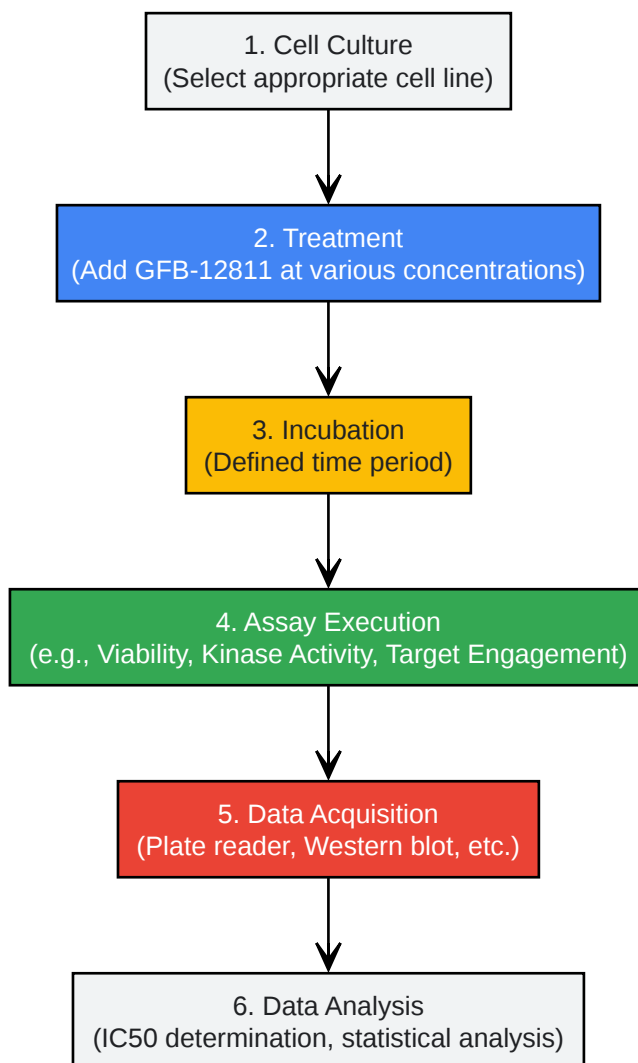 1. Cell Culture
(Select appropriate cell line)
2. Treatment
(Add GFB-12811 at various concentrations)
3. Incubation
(Defined time period)
4. Assay Execution
(e.g., Viability, Kinase Activity, Target Engagement)
5. Data Acquisition
(Plate reader, Western blot, etc.)
6. Data Analysis
(IC50 determination, statistical analysis)